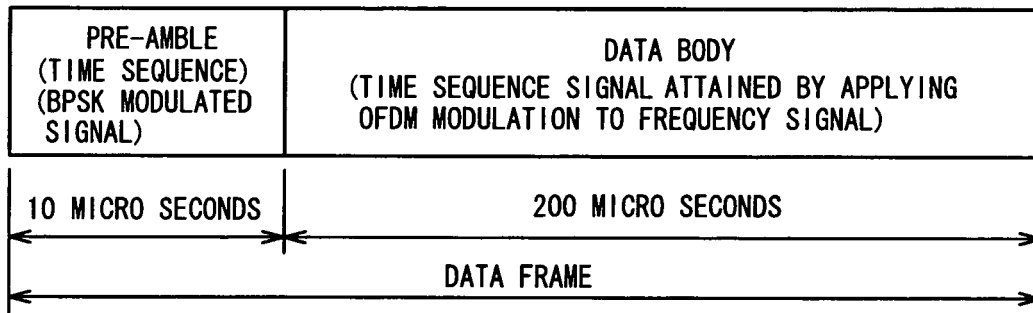 PRE-AMBLE
(TIME SEQUENCE)
(BPSK MODULATED
SIGNAL)
DATA BODY
(TIME SEQUENCE SIGNAL ATTAINED BY APPLYING
OFDM MODULATION TO FREQUENCY SIGNAL)
10 MICRO SECONDS
200 MICRO SECONDS
DATA FRAME